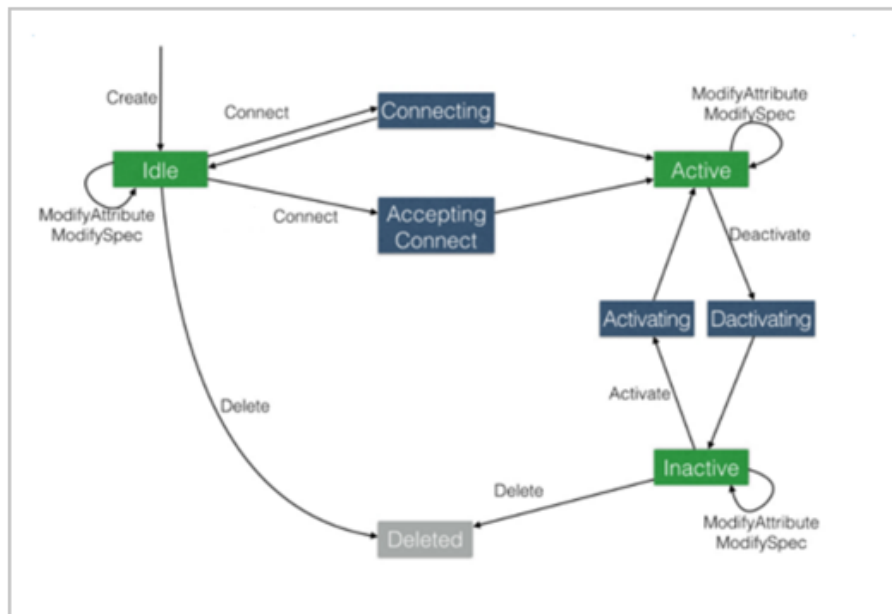 Create
Connect
Connecting
ModifyAttribute
ModifySpec
Idle
Active
ModifyAttribute
ModifySpec
Connect
Accepting
Connect
Deactivate
Activating
Dactivating
Delete
Activate
Inactive
Delete
ModifyAttribute
ModifySpec
Deleted